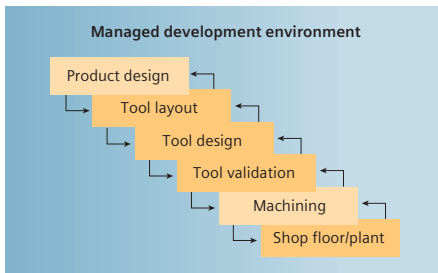 Managed development environment
Product design
Tool layout
Tool design
Tool validation
Machining
Shop floor/plant